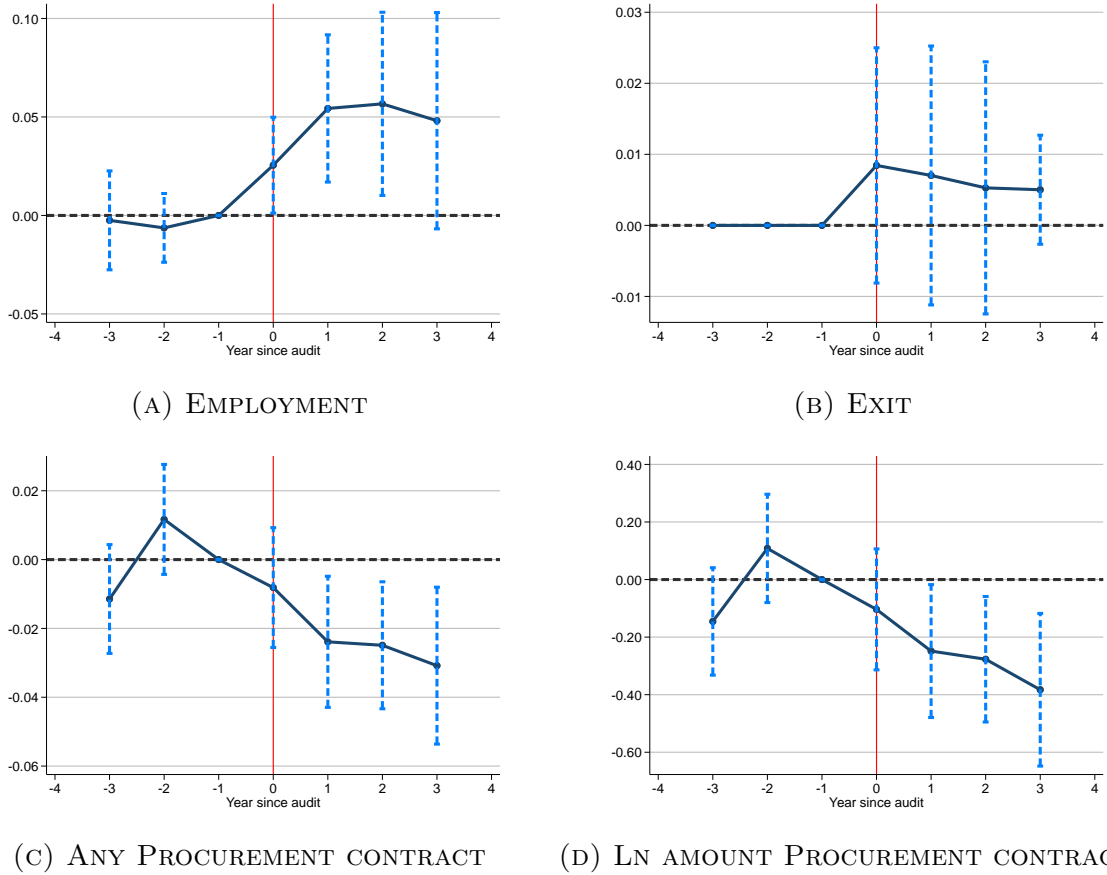 0.10
0.05
0.00
-0.05
-4 -3 -2 -1 0 1 2 3 4
Year since audit
(A) EMPLOYMENT
0.03
0.02
0.01
0.00
-0.01
-4 -3 -2 -1 0 1 2 3 4
Year since audit
(B) EXIT
0.02
0.00
-0.02
-0.04
-0.06
-4 -3 -2 -1 0 1 2 3 4
Year since audit
(C) ANY PROCUREMENT CONTRACT
0.40
0.20
0.00
-0.20
-0.40
-0.60
-4 -3 -2 -1 0 1 2 3 4
Year since audit
(D) LN AMOUNT PROCUREMENT CONTRAC